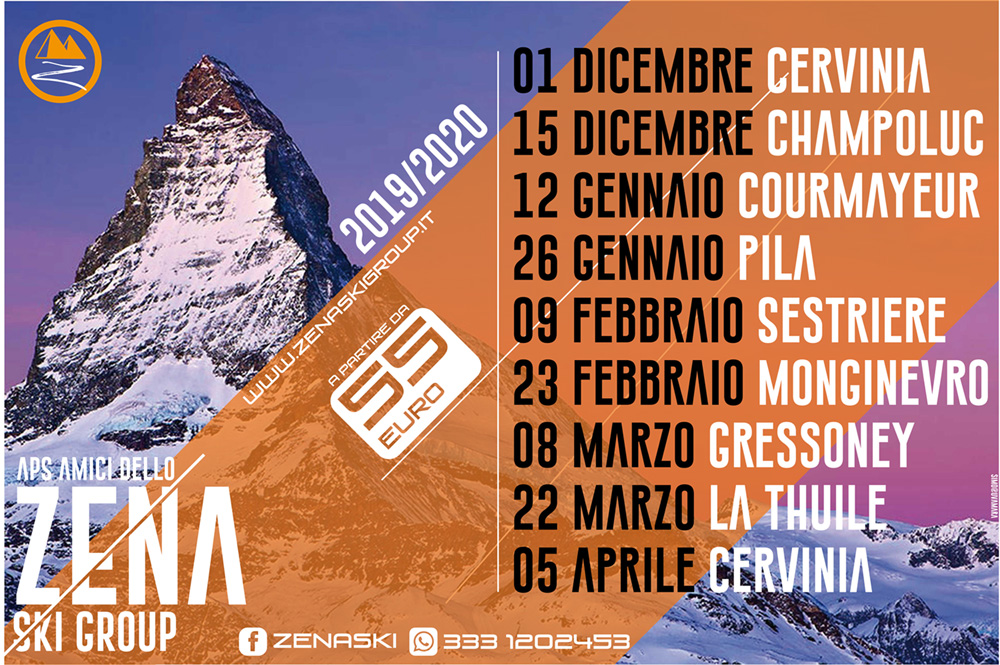 2019/2020
WWW.ZENASKIGROUP.IT
A PARTIRE DA
59
EURO
APS AMICI DELLO
ZENA
SKI GROUP
01 DICEMBRE CERVINIA
15 DICEMBRE CHAMPOLUC
12 GENNAIO COURMAYEUR
26 GENNAIO PILA
09 FEBBRAIO SESTRIERE
23 FEBBRAIO MONGINEVRO
08 MARZO GRESSONEY
22 MARZO LA THUILE
05 APRILE CERVINIA
ZENASKI 333 1202453